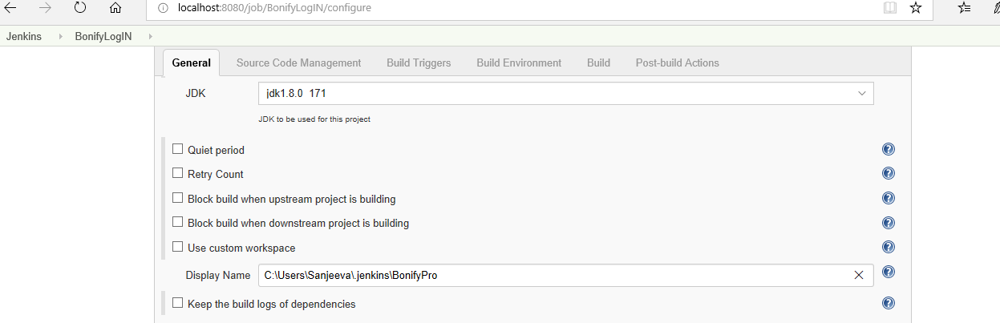 localhost:8080/job/BonifyLogIN/configure
Jenkins BonifyLogIN
General Source Code Management Build Triggers Build Environment Build Post-build Actions
JDK jdk1.8.0 171
JDK to be used for this project
Quiet period
Retry Count
Block build when upstream project is building
Block build when downstream project is building
Use custom workspace
Display Name C:\Users\Sanjeeva\.jenkins\BonifyPro
Keep the build logs of dependencies